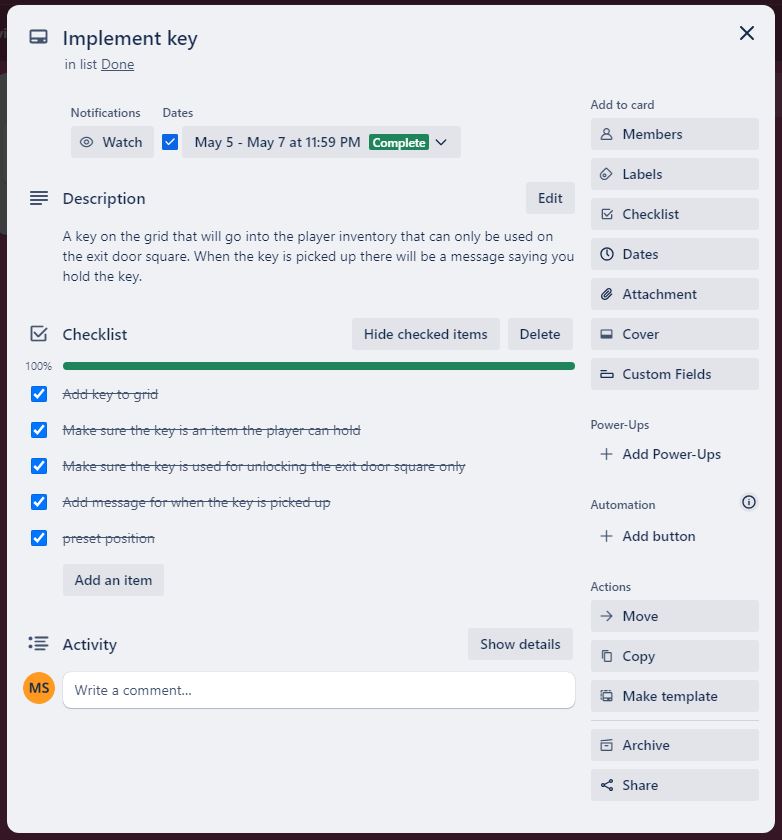 Implement key
in list Done
Notifications
Dates
Watch
May 5 - May 7 at 11:59 PM Complete
Description
Edit
A key on the grid that will go into the player inventory that can only be used on
the exit door square. When the key is picked up there will be a message saying you
hold the key.
Checklist
Hide checked items
Delete
100%
Add key to grid
Make sure the key is an item the player can hold
Make sure the key is used for unlocking the exit door square only
Add message for when the key is picked up
preset position
Add an item
Activity
Show details
MS
Write a comment...
Add to card
Members
Labels
Checklist
Dates
Attachment
Cover
Custom Fields
Power-Ups
Add Power-Ups
Automation
Add button
Actions
Move
Copy
Make template
Archive
Share